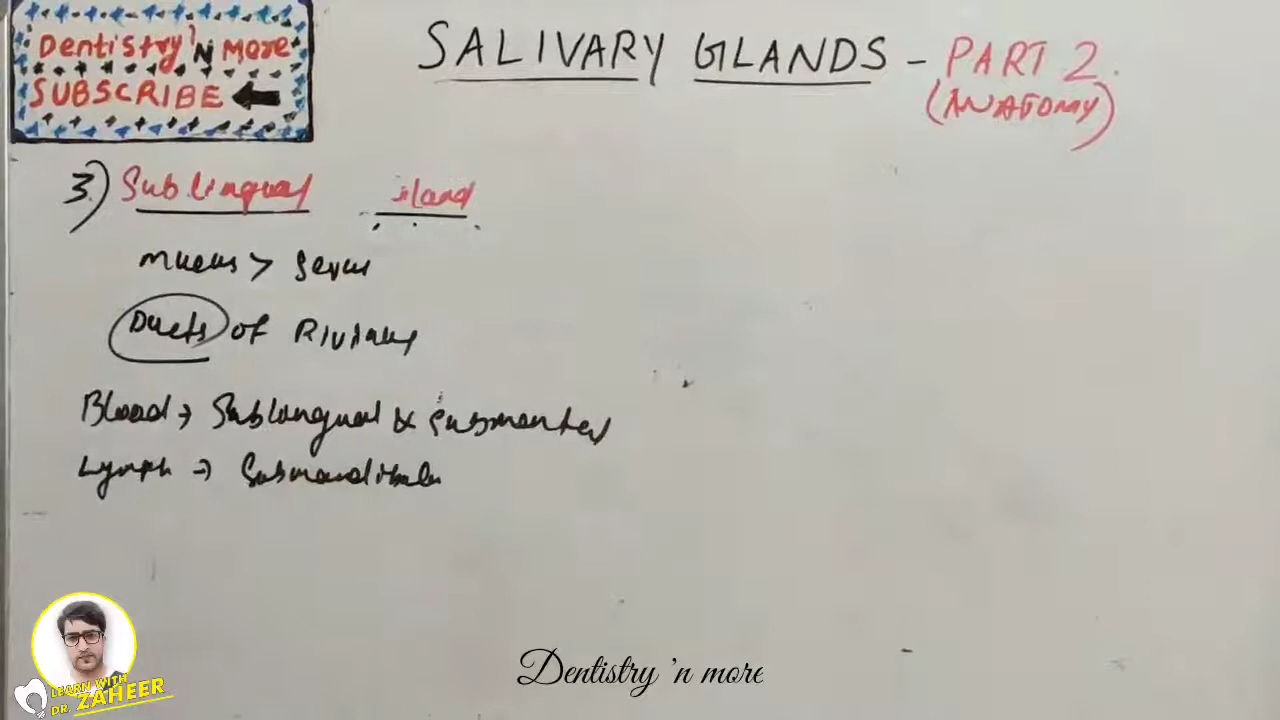 Dentistry 'N more
SUBSCRIBE
SALIVARY GLANDS - PART 2.
(ANATOMY)
3.) Sublingual gland
mucus > serus
Ducts of Rivinus
Blood → Sublingual & submental
Lymph → Submandibular
LEARN WITH
DR. ZAHEER
Dentistry 'n more